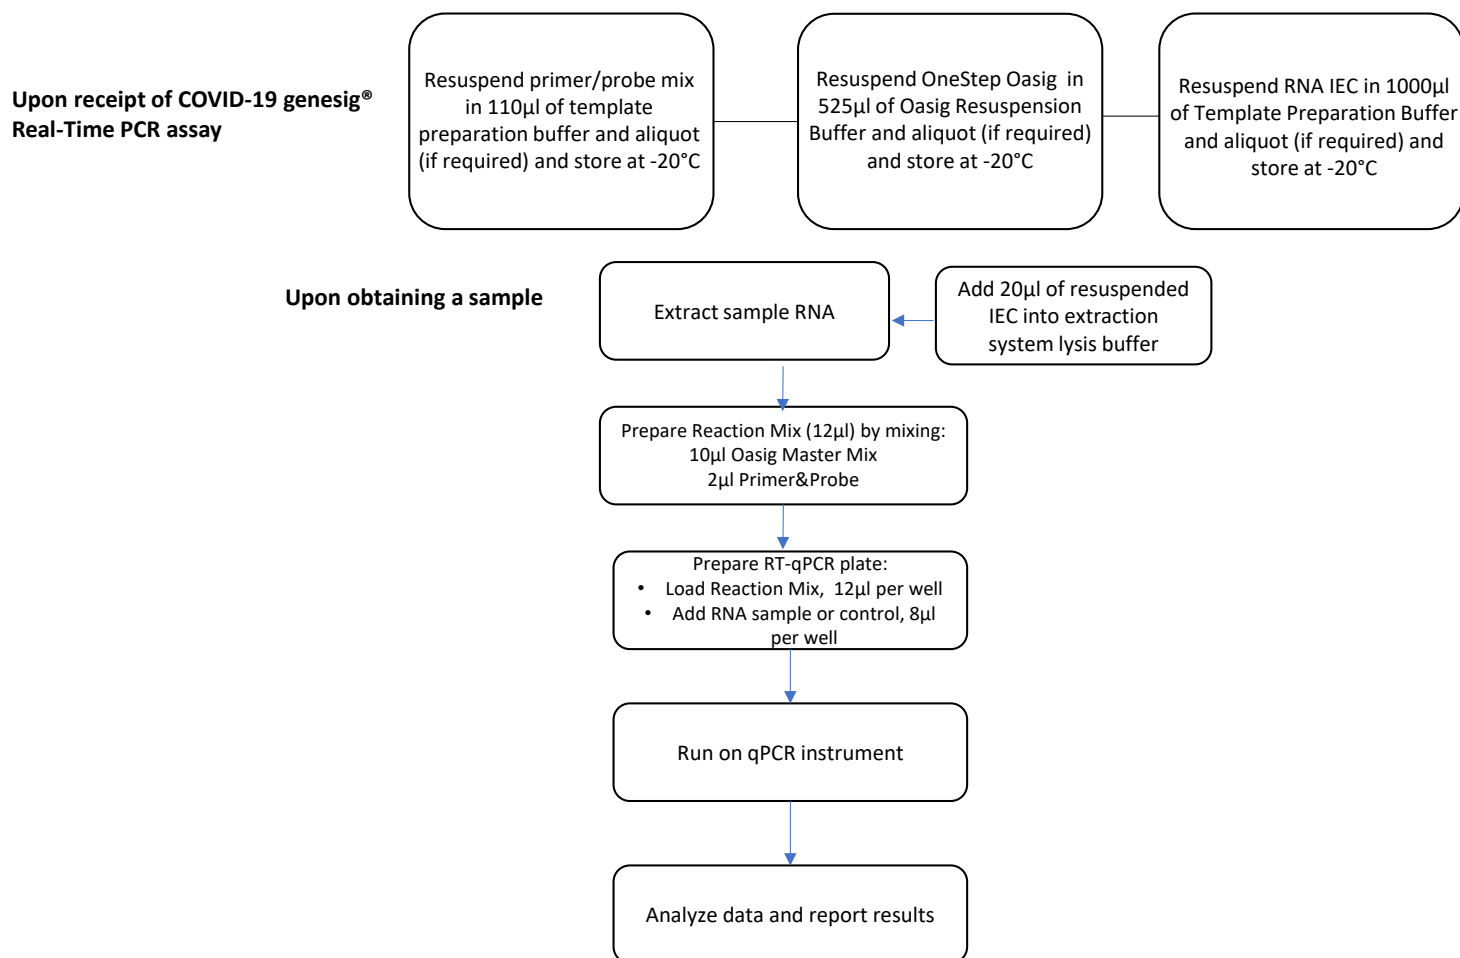 Upon receipt of COVID-19 genesig®
Real-Time PCR assay
Resuspend primer/probe mix
in 110µl of template
preparation buffer and aliquot
(if required) and store at -20°C
Resuspend OneStep Oasig in
525µl of Oasig Resuspension
Buffer and aliquot (if required)
and store at -20°C
Resuspend RNA IEC in 1000µl
of Template Preparation Buffer
and aliquot (if required) and
store at -20°C
Upon obtaining a sample
Extract sample RNA
Add 20µl of resuspended
IEC into extraction
system lysis buffer
Prepare Reaction Mix (12µl) by mixing:
10µl Oasig Master Mix
2µl Primer&Probe
Prepare RT-qPCR plate:
• Load Reaction Mix, 12µl per well
• Add RNA sample or control, 8µl
per well
Run on qPCR instrument
Analyze data and report results